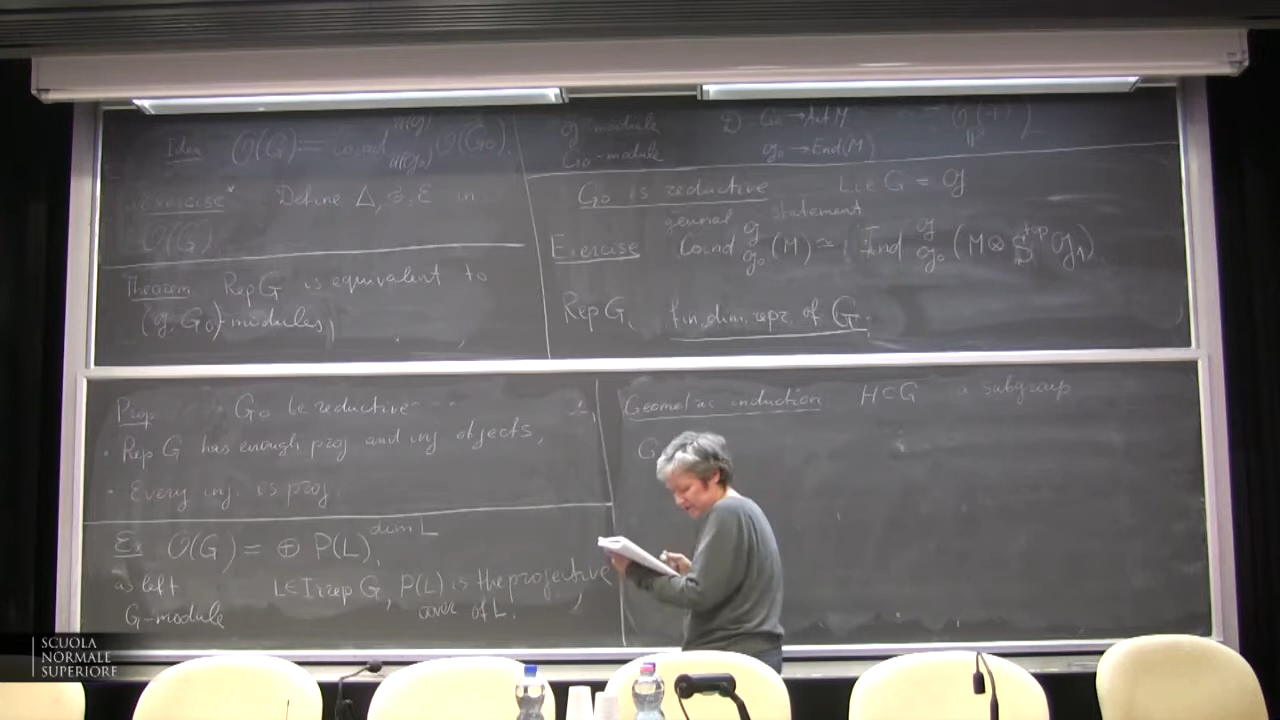 Idea O(G) := coind U(g) U(g₀) O(G₀).
Exercise* Define Δ, S, ε in
O(G)
Theorem Rep G is equivalent to
(g, G₀)-modules,
g-module D: G₀ → Aut M
G₀-module g₀ → End(M)
G₀ is reductive Lie G = g
general statement
Exercise Coind g g₀ (M) ≃ Ind g g₀ (M ⊗ S^top g₁)
Rep G, fin. dim. repr. of G.
Prop G₀ be reductive
· Rep G has enough proj and inj objects,
· Every inj. is proj.
Ex O(G) = ⊕ P(L)^dim L,
as left L ∈ Irrep G, P(L) is the projective
G-module cover of L.
Geometric induction H ⊂ G a subgroup
G
SCUOLA
NORMALE
SUPERIORE